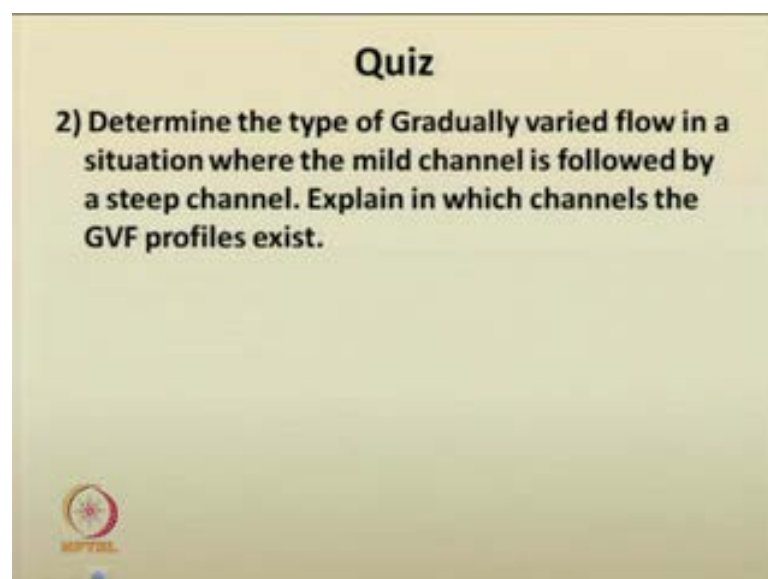 Quiz
2) Determine the type of Gradually varied flow in a
situation where the mild channel is followed by
a steep channel. Explain in which channels the
GVF profiles exist.
NPTEL